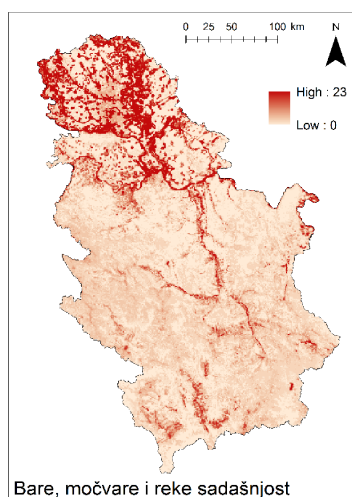 0 25 50 100 km
N
High : 23
Low : 0
Bare, močvare i reke sadašnjost